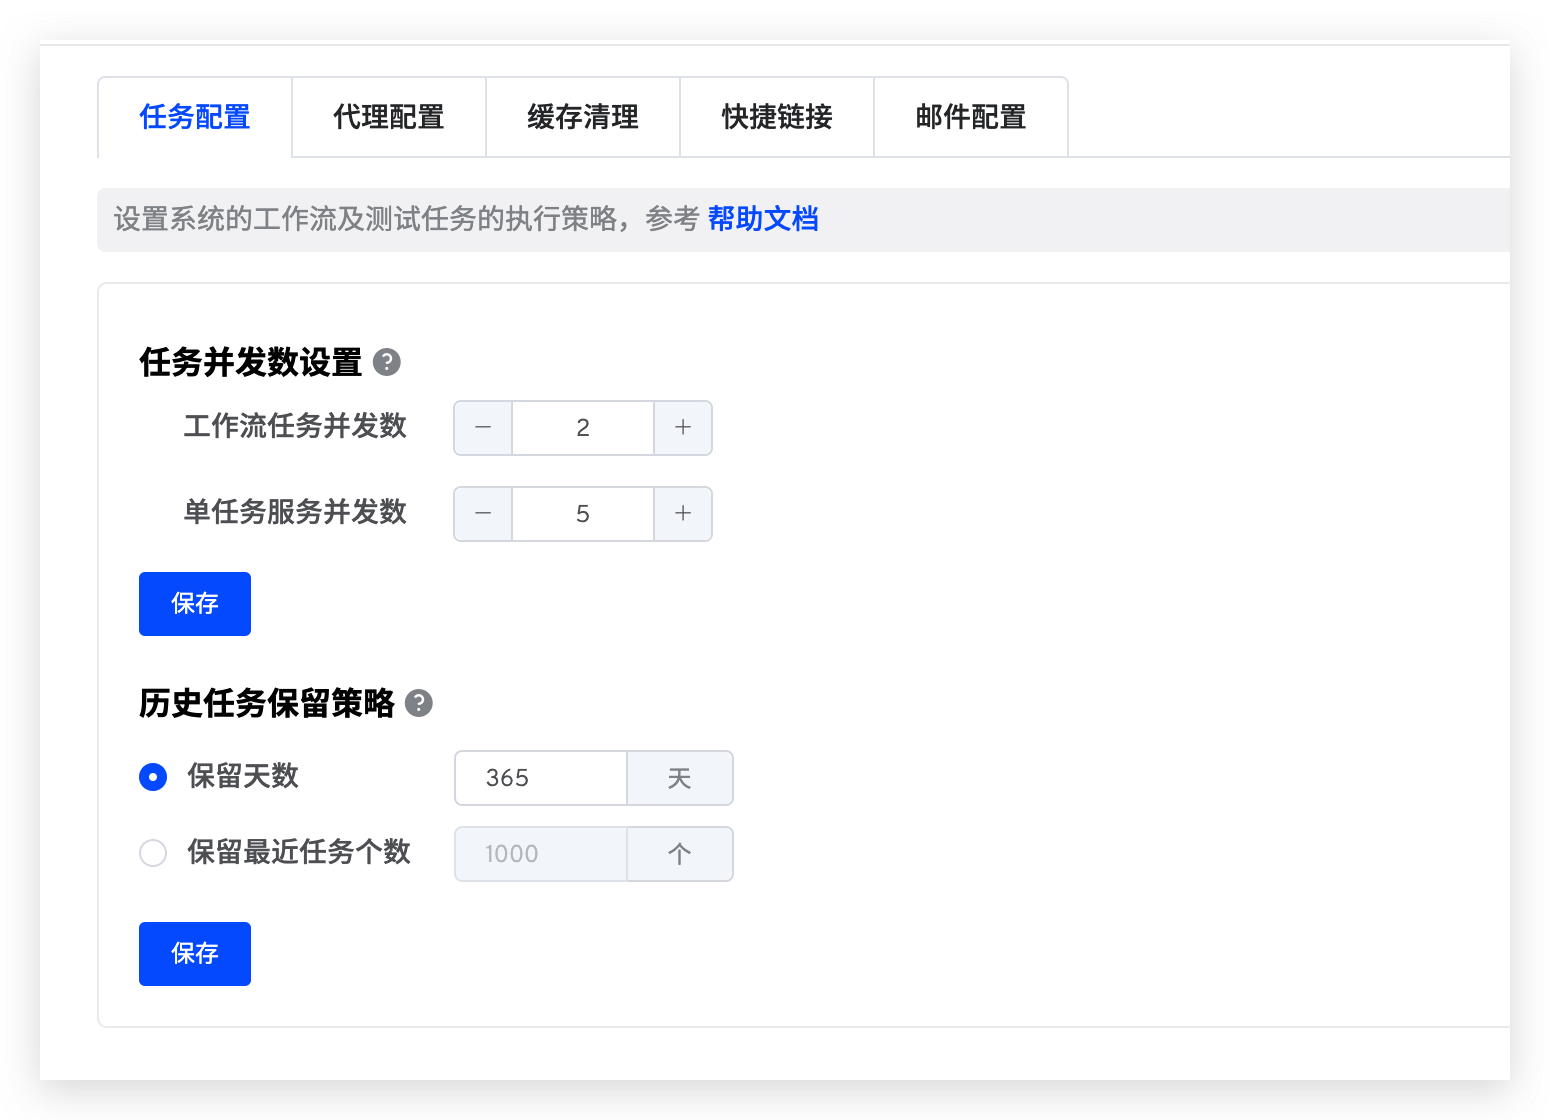 任务配置 代理配置 缓存清理 快捷链接 邮件配置
设置系统的工作流及测试任务的执行策略，参考 帮助文档
任务并发数设置 ?
工作流任务并发数 － 2 ＋
单任务服务并发数 － 5 ＋
保存
历史任务保留策略 ?
保留天数 365 天
保留最近任务个数 1000 个
保存